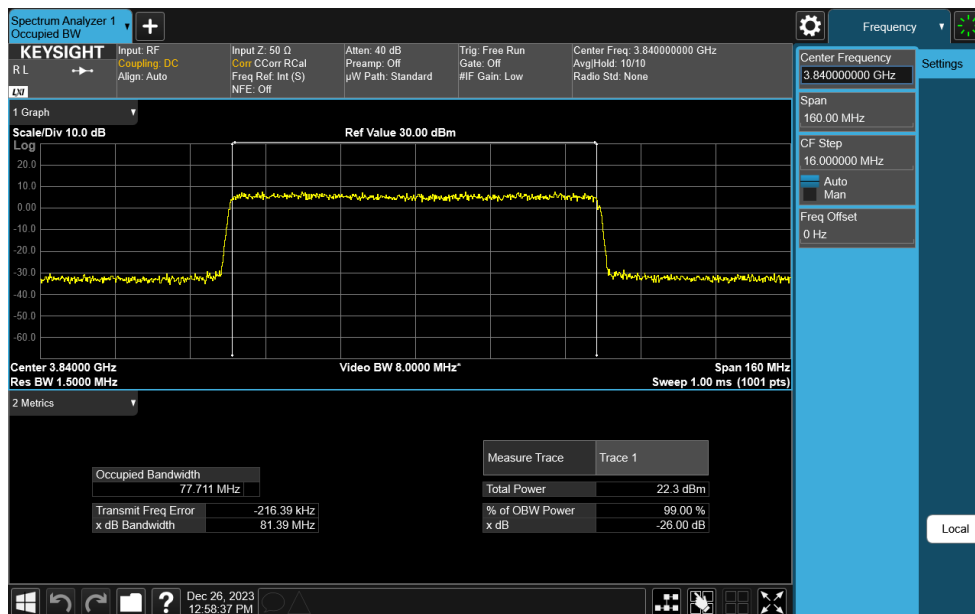 Spectrum Analyzer 1
Occupied BW
KEYSIGHT
R L
LXI
Input: RF
Coupling: DC
Align: Auto
Input Z: 50 Ω
Corr CCorr RCal
Freq Ref: Int (S)
NFE: Off
Atten: 40 dB
Preamp: Off
µW Path: Standard
Trig: Free Run
Gate: Off
#IF Gain: Low
Center Freq: 3.840000000 GHz
Avg|Hold: 10/10
Radio Std: None
1 Graph
Scale/Div 10.0 dB
Ref Value 30.00 dBm
Log
20.0
10.0
0.00
-10.0
-20.0
-30.0
-40.0
-50.0
-60.0
Center 3.84000 GHz
Video BW 8.0000 MHz*
Span 160 MHz
Res BW 1.5000 MHz
Sweep 1.00 ms (1001 pts)
2 Metrics
Measure Trace Trace 1
Occupied Bandwidth
77.711 MHz
Total Power 22.3 dBm
Transmit Freq Error -216.39 kHz
% of OBW Power 99.00 %
x dB Bandwidth 81.39 MHz
x dB -26.00 dB
?
Dec 26, 2023
12:58:37 PM
Frequency
Settings
Center Frequency
3.840000000 GHz
Span
160.00 MHz
CF Step
16.000000 MHz
Auto
Man
Freq Offset
0 Hz
Local